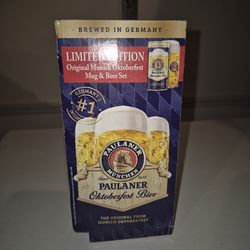 BREWED IN GERMANY
LIMITED EDITION
Original Munich Oktoberfest
Mug & Beer Set
GERMANY'S
#1
PAULANER
MÜNCHEN
PAULANER
Oktoberfest Bier
THE ORIGINAL FROM
MUNICH OKTOBERFEST